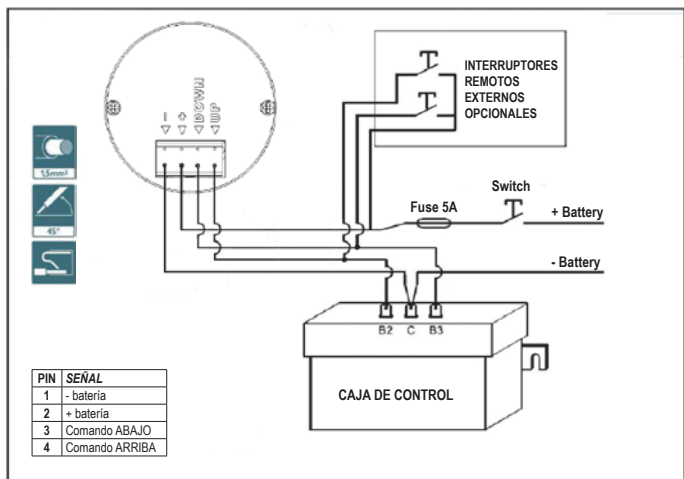 INTERRUPTORES
REMOTOS
EXTERNOS
OPCIONALES
-
+
DOWN
UP
1,5mm²
45°
Fuse 5A
Switch
+ Battery
- Battery
B2 C B3
CAJA DE CONTROL
PIN SEÑAL
1 - batería
2 + batería
3 Comando ABAJO
4 Comando ARRIBA